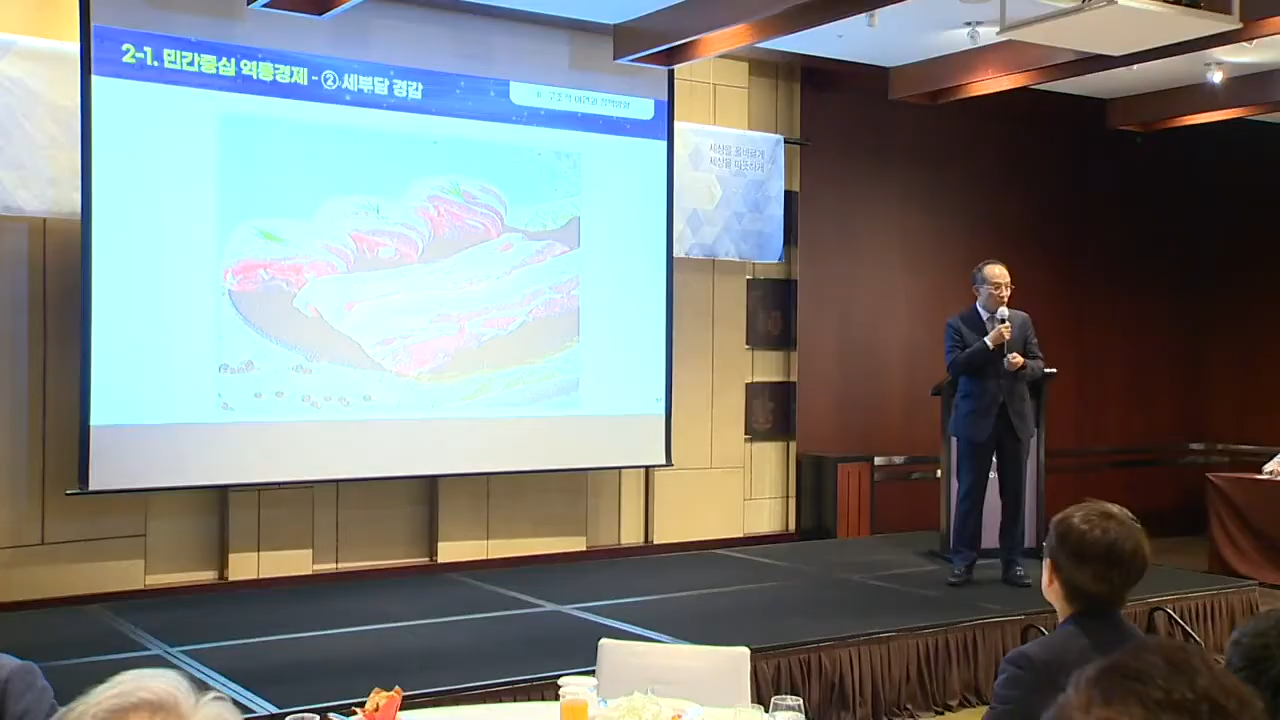 2-1. 민간중심 역동경제 - ② 세부담 경감
세상을 올바르게
세상을 따뜻하게